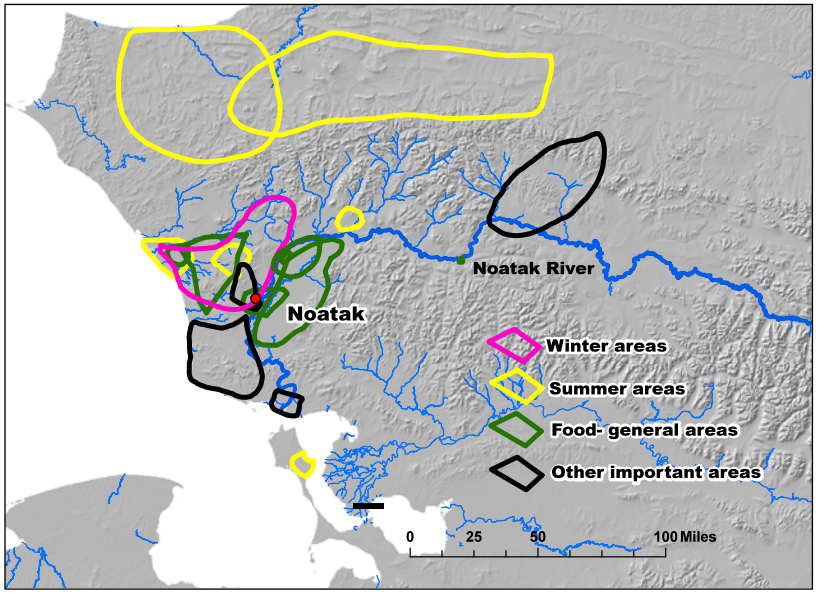 Noatak River
Noatak
Winter areas
Summer areas
Food- general areas
Other important areas
0 25 50 100 Miles